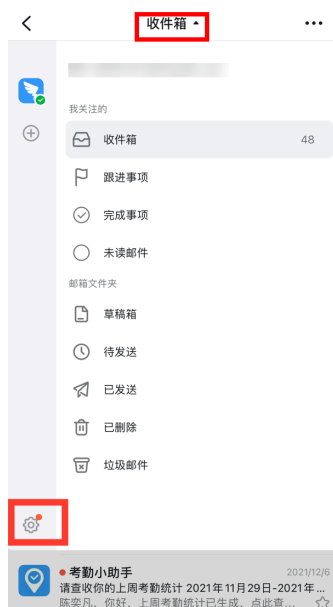 收件箱
我关注的
收件箱 48
跟进事项
完成事项
未读邮件
邮箱文件夹
草稿箱
待发送
已发送
已删除
垃圾邮件
考勤小助手 2021/12/6
请查收你的上周考勤统计 2021年11月29日-2021年...
陈奕凡，你好，上周考勤统计已生成，点此查...